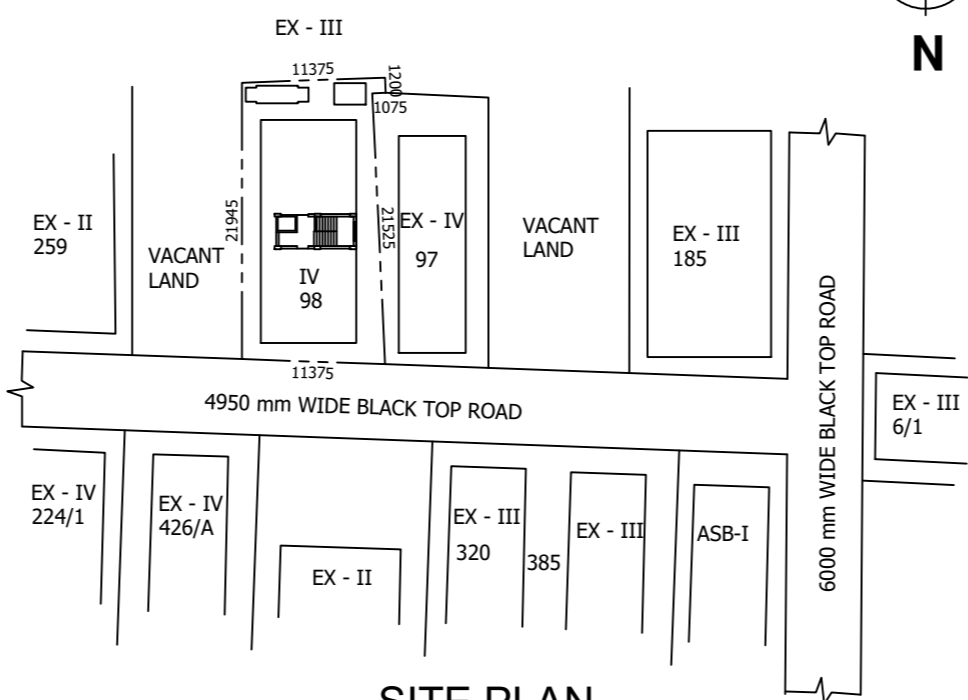 EX - III
N
11375
1200
1075
21945
21525
EX - II
259
VACANT
LAND
IV
98
EX - IV
97
VACANT
LAND
EX - III
185
11375
4950 mm WIDE BLACK TOP ROAD
6000 mm WIDE BLACK TOP ROAD
EX - III
6/1
EX - IV
224/1
EX - IV
426/A
EX - II
EX - III
320
385
EX - III
ASB-I
SITE PLAN